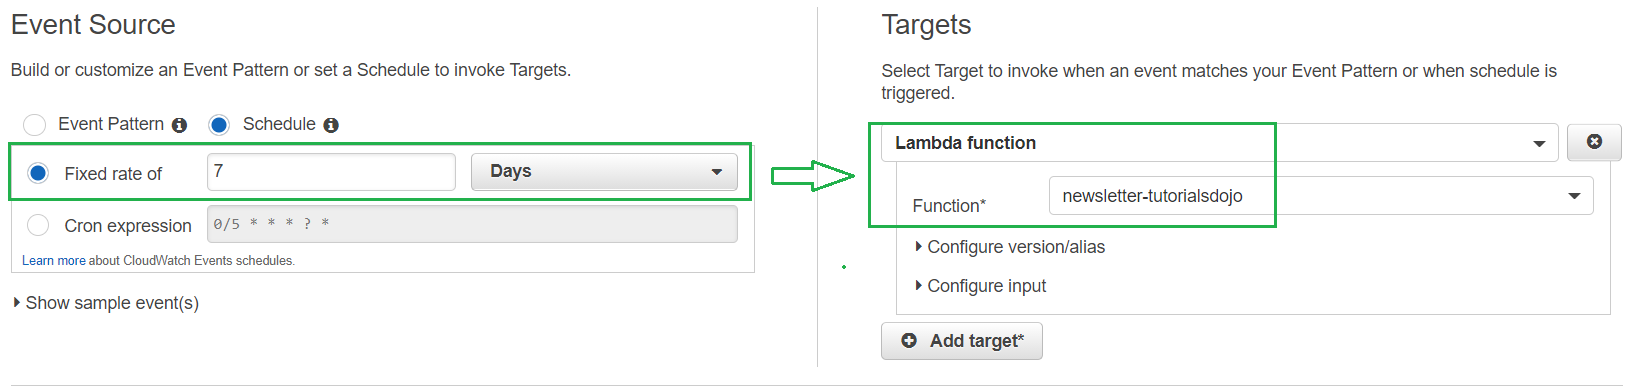 Event Source
Build or customize an Event Pattern or set a Schedule to invoke Targets.
Event Pattern
Schedule
Fixed rate of
7
Days
Cron expression
0/5 * * * ? *
Learn more about CloudWatch Events schedules.
Show sample event(s)
Targets
Select Target to invoke when an event matches your Event Pattern or when schedule is
triggered.
Lambda function
Function*
newsletter-tutorialsdojo
Configure version/alias
Configure input
Add target*